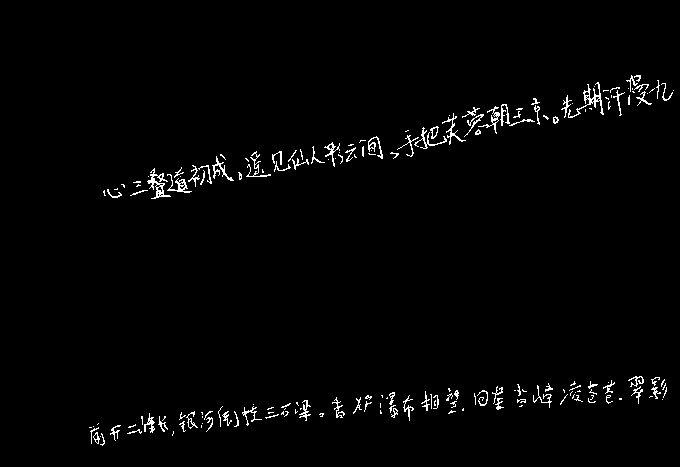 心三叠道初成。遥见仙人彩云间、手把芙蓉朝玉京。先期汗漫九
前开二峰长,银河倒挂三石梁。香炉瀑布相望,回崖沓嶂凌苍苍.翠影